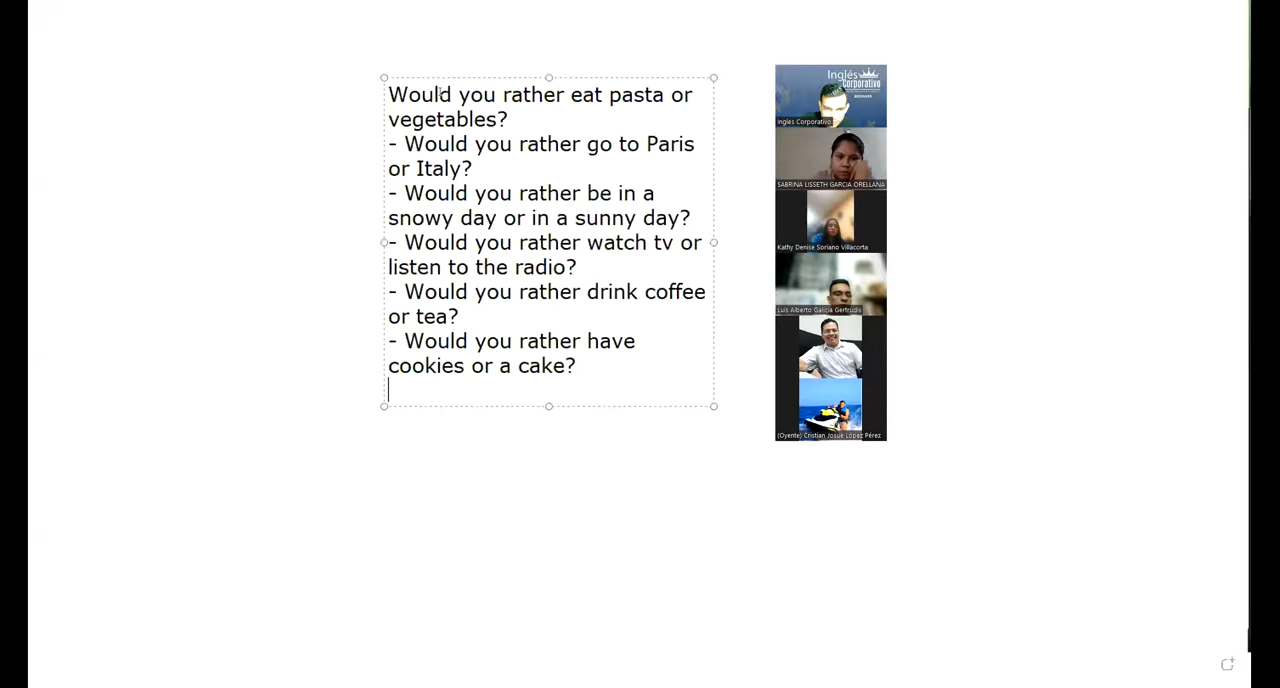 Would you rather eat pasta or
vegetables?
- Would you rather go to Paris
or Italy?
- Would you rather be in a
snowy day or in a sunny day?
- Would you rather watch tv or
listen to the radio?
- Would you rather drink coffee
or tea?
- Would you rather have
cookies or a cake?
Inglés
Corporativo
Ingles Corporativo
SABRINA LISSETH GARCIA ORELLANA
Kathy Denise Soriano Villacorta
Luis Alberto Galicia Gertrudis
(Oyente) Cristian Josue López Pérez